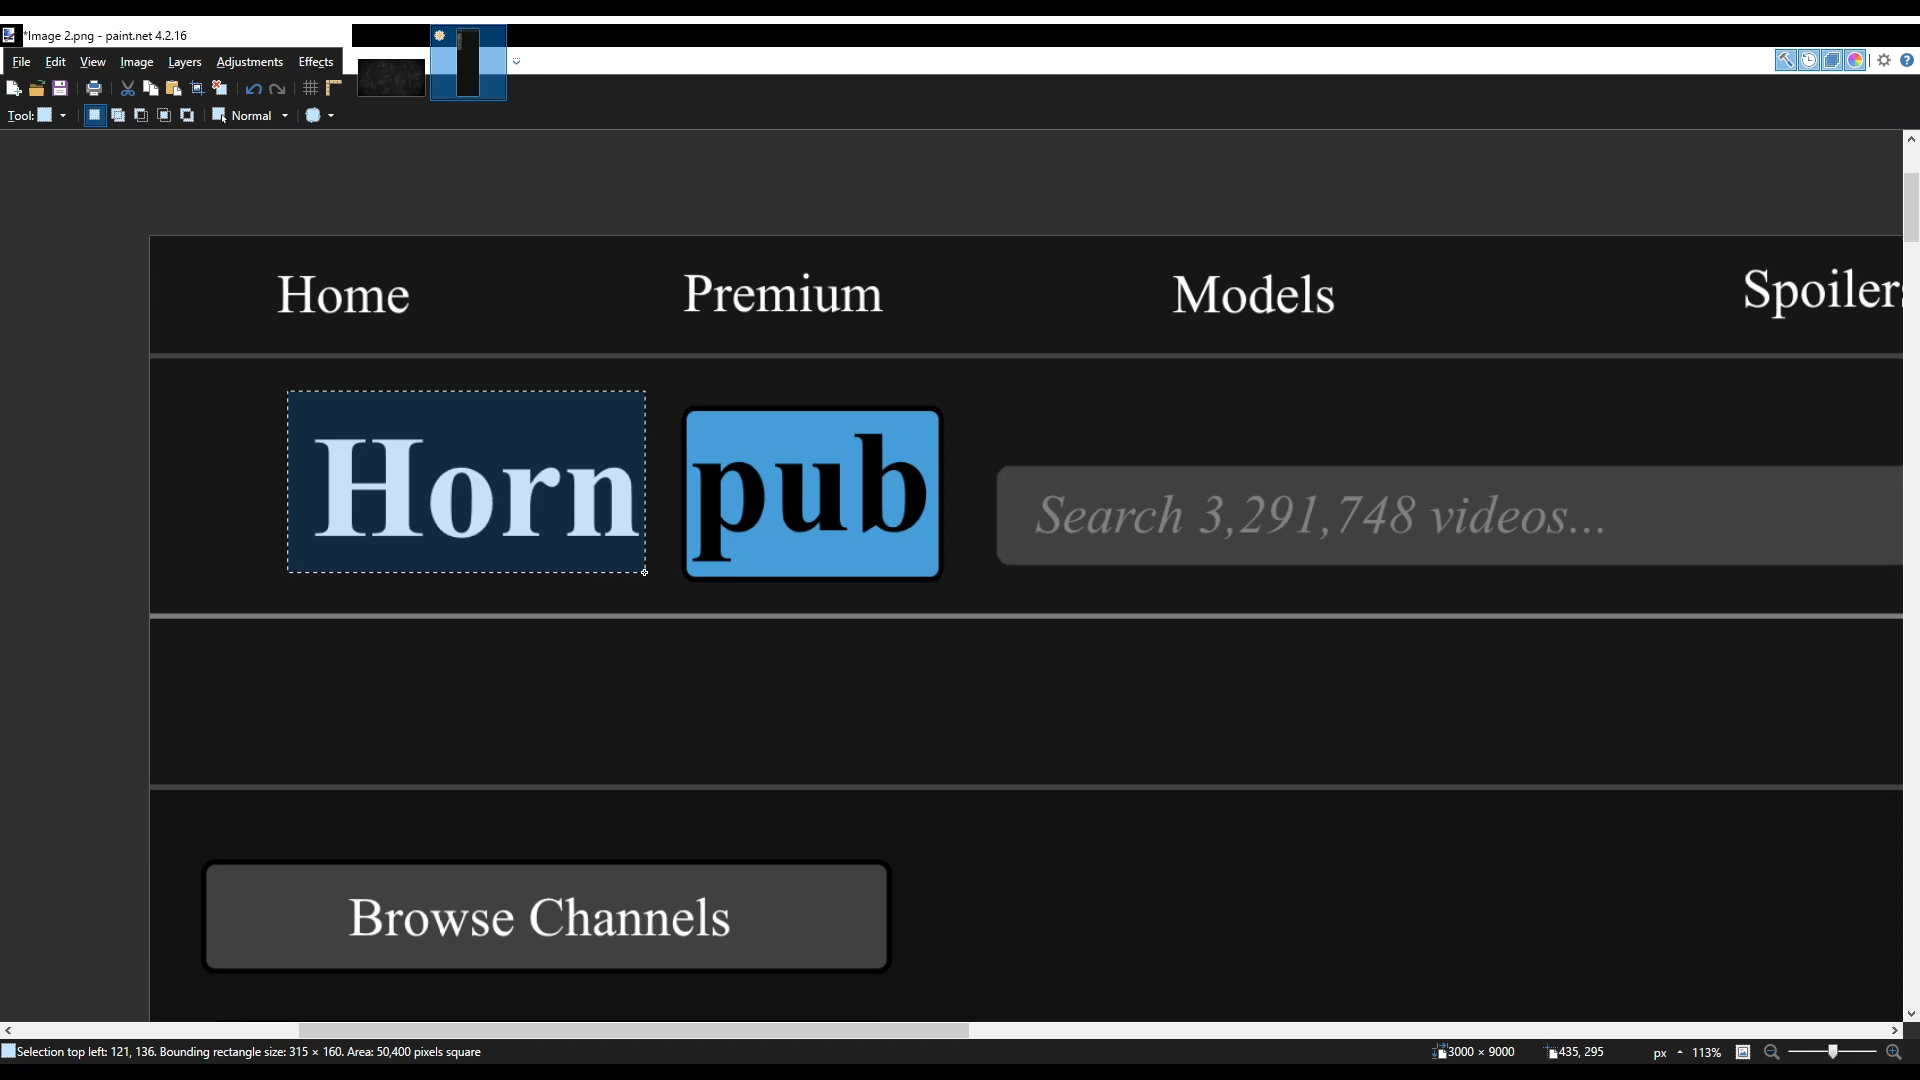 *Image 2.png - paint.net 4.2.16
File Edit View Image Layers Adjustments Effects
Tool: Normal
Home Premium Models Spoilers
Horn pub Search 3,291,748 videos...
Browse Channels
Selection top left: 121, 136. Bounding rectangle size: 315 × 160. Area: 50,400 pixels square 3000 × 9000 435, 295 px 113%